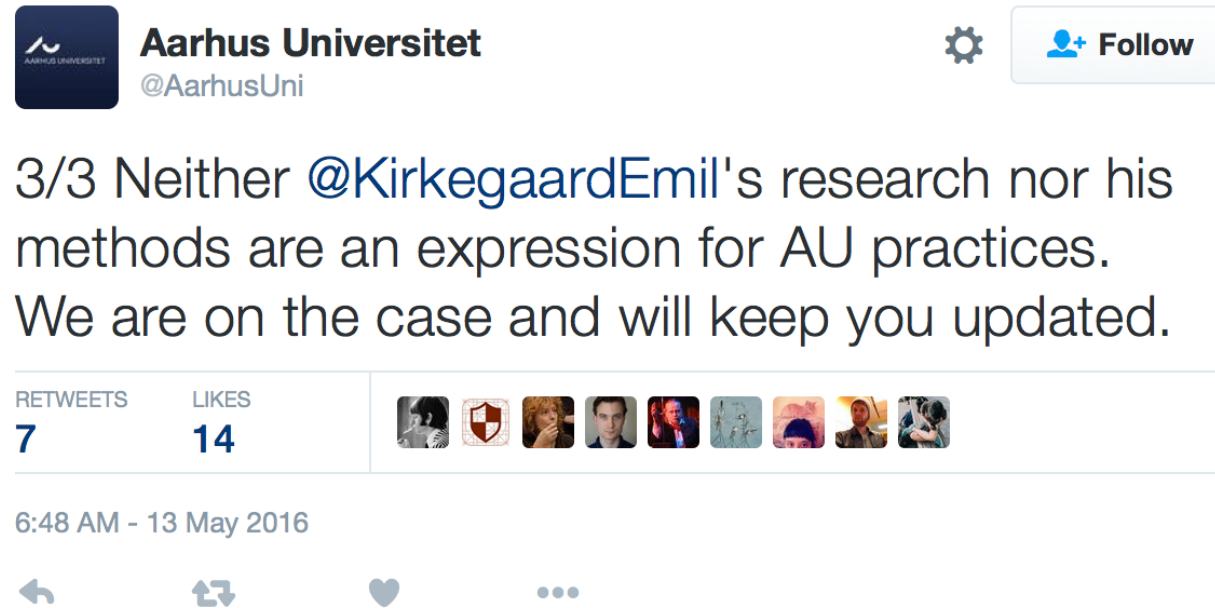 AARHUS UNIVERSITET
Aarhus Universitet
@AarhusUni
Follow
3/3 Neither @KirkegaardEmil's research nor his
methods are an expression for AU practices.
We are on the case and will keep you updated.
RETWEETS LIKES
7 14
6:48 AM - 13 May 2016